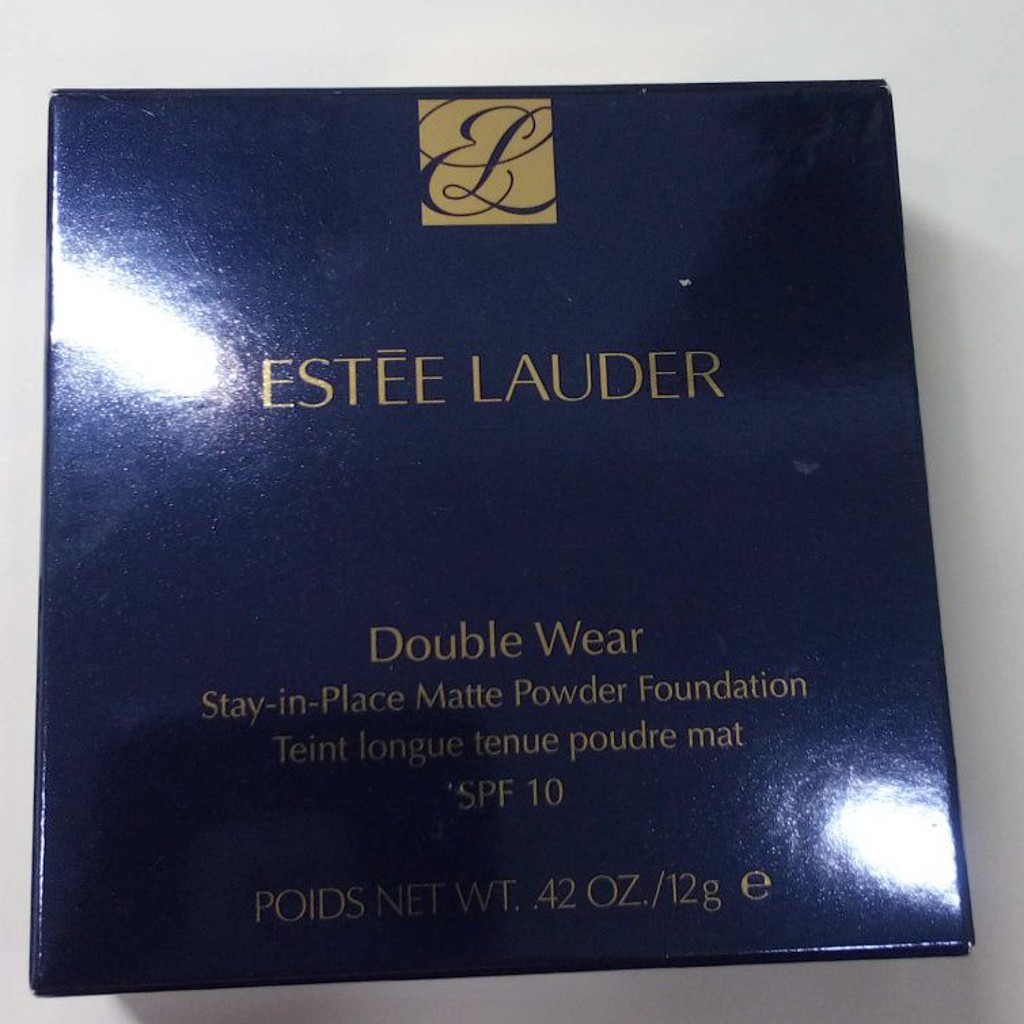 EL
ESTĒE LAUDER
Double Wear
Stay-in-Place Matte Powder Foundation
Teint longue tenue poudre mat
SPF 10
POIDS NET WT. .42 OZ./12g ℮